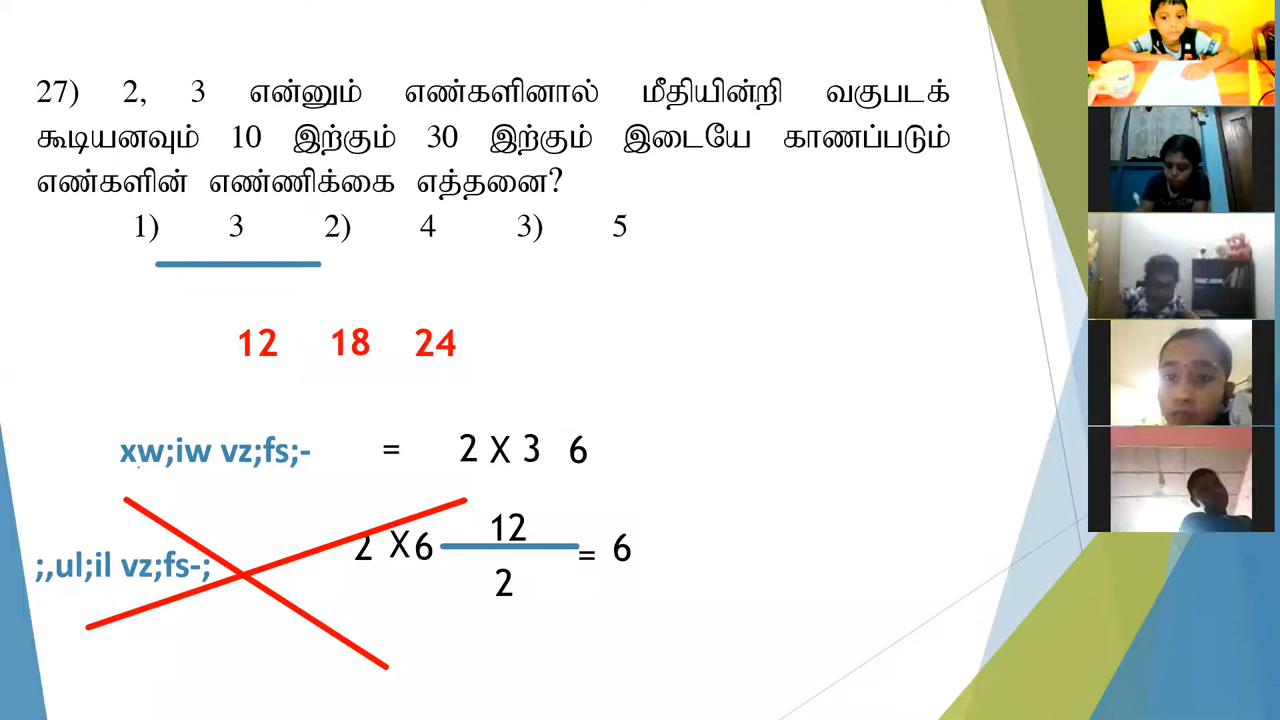 27) 2, 3 என்னும் எண்களினால் மீதியின்றி வகுபடக்
கூடியனவும் 10 இற்கும் 30 இற்கும் இடையே காணப்படும்
எண்களின் எண்ணிக்கை எத்தனை?
1) 3 2) 4 3) 5
12 18 24
xw;iw vz;fs;- = 2 X 3 6
12
;,ul;il vz;fs-; 2 X 6 = 6
2